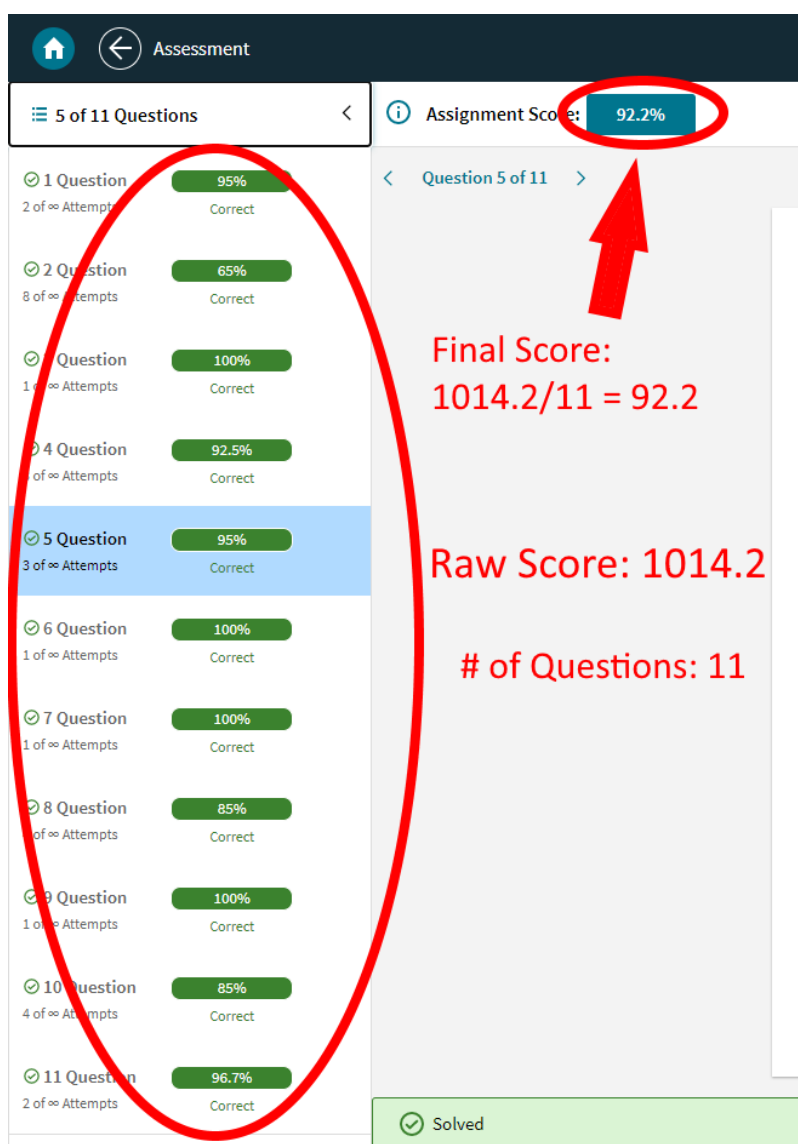 Assessment
5 of 11 Questions
Assignment Score: 92.2%
Question 5 of 11
1 Question 95%
2 of ∞ Attempts Correct
2 Question 65%
8 of ∞ Attempts Correct
Question 100%
1 of ∞ Attempts Correct
4 Question 92.5%
of ∞ Attempts Correct
5 Question 95%
3 of ∞ Attempts Correct
6 Question 100%
1 of ∞ Attempts Correct
7 Question 100%
1 of ∞ Attempts Correct
8 Question 85%
of ∞ Attempts Correct
9 Question 100%
1 of ∞ Attempts Correct
10 Question 85%
4 of ∞ Attempts Correct
11 Question 96.7%
2 of ∞ Attempts Correct
Final Score:
1014.2/11 = 92.2
Raw Score: 1014.2
# of Questions: 11
Solved